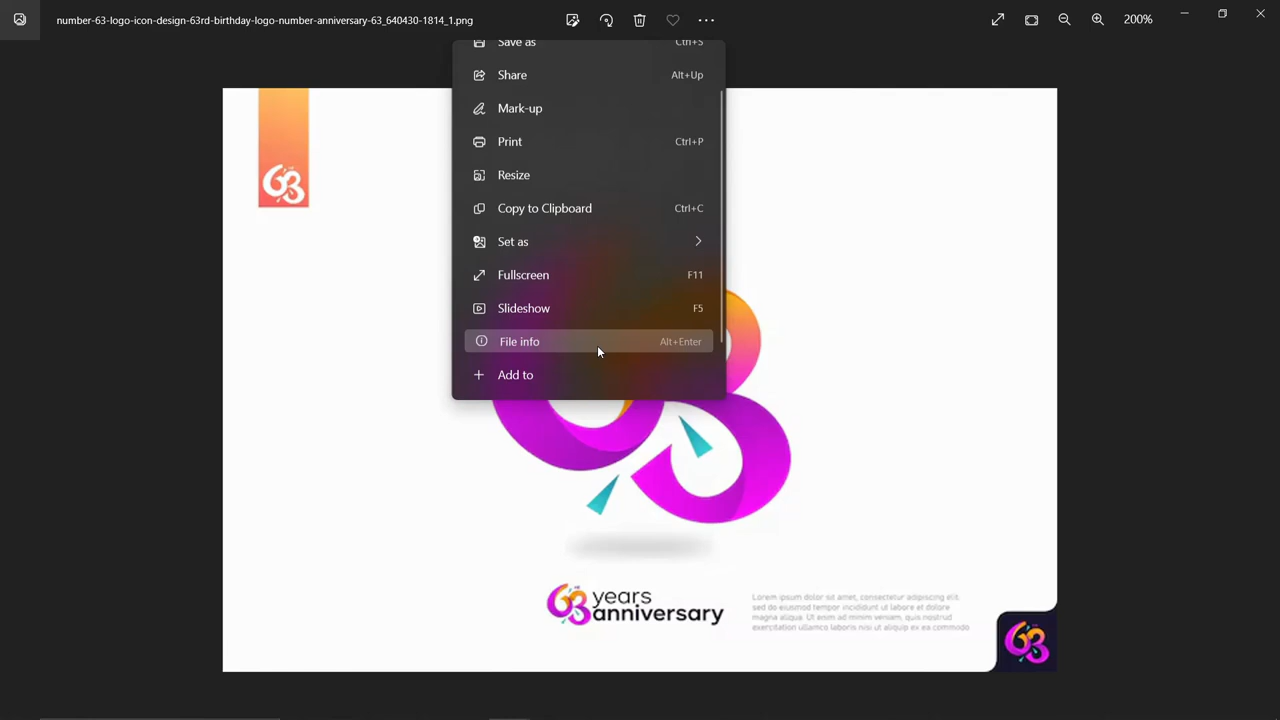 number-63-logo-icon-design-63rd-birthday-logo-number-anniversary-63_640430-1814_1.png
200%
Save as Ctrl+S
Share Alt+Up
Mark-up
Print Ctrl+P
Resize
Copy to Clipboard Ctrl+C
Set as
Fullscreen F11
Slideshow F5
File info Alt+Enter
Add to
63
63 years
anniversary
Lorem ipsum dolor sit amet, consectetur adipiscing elit,
sed do eiusmod tempor incididunt ut labore et dolore
magna aliqua. Ut enim ad minim veniam, quis nostrud
exercitation ullamco laboris nisi ut aliquip ex ea commodo
63